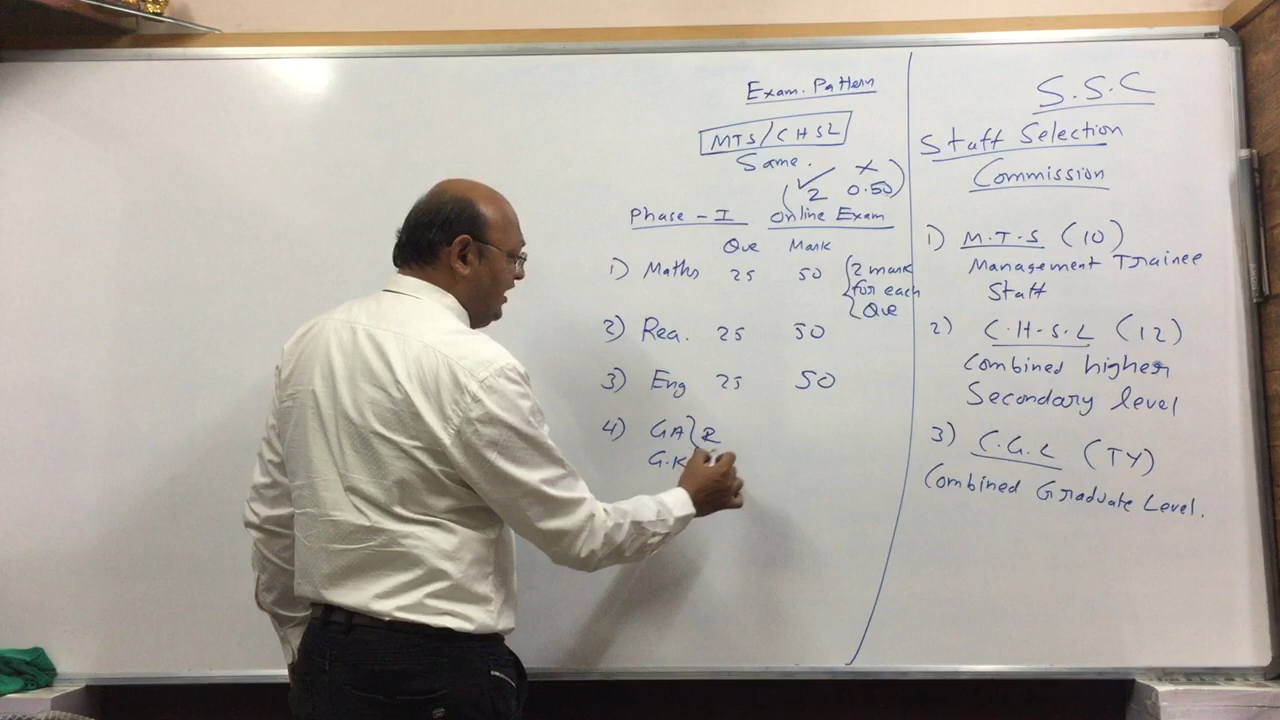 Exam. Pattern
MTS/CHSL
Same.
(✓ ×)
2 0.50
Phase - I Online Exam
Que Mark
1) Maths 25 50 {2 mark
for each
Que
2) Rea. 25 50
3) Eng 25 50
4) GA}2
G.K
S.S.C
Staff Selection
Commission
1) M.T.S (10)
Management Trainee
Staff
2) C.H.S.L (12)
Combined higher
Secondary level
3) C.G.L (TY)
Combined Graduate Level.